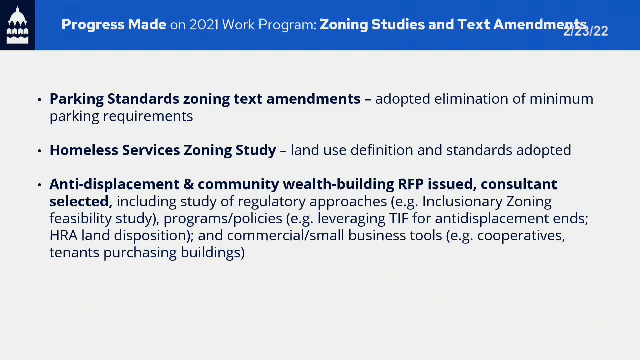 Progress Made on 2021 Work Program: Zoning Studies and Text Amendments
2/23/22
• Parking Standards zoning text amendments – adopted elimination of minimum
parking requirements
• Homeless Services Zoning Study – land use definition and standards adopted
• Anti-displacement & community wealth-building RFP issued, consultant
selected, including study of regulatory approaches (e.g. Inclusionary Zoning
feasibility study), programs/policies (e.g. leveraging TIF for antidisplacement ends;
HRA land disposition); and commercial/small business tools (e.g. cooperatives,
tenants purchasing buildings)